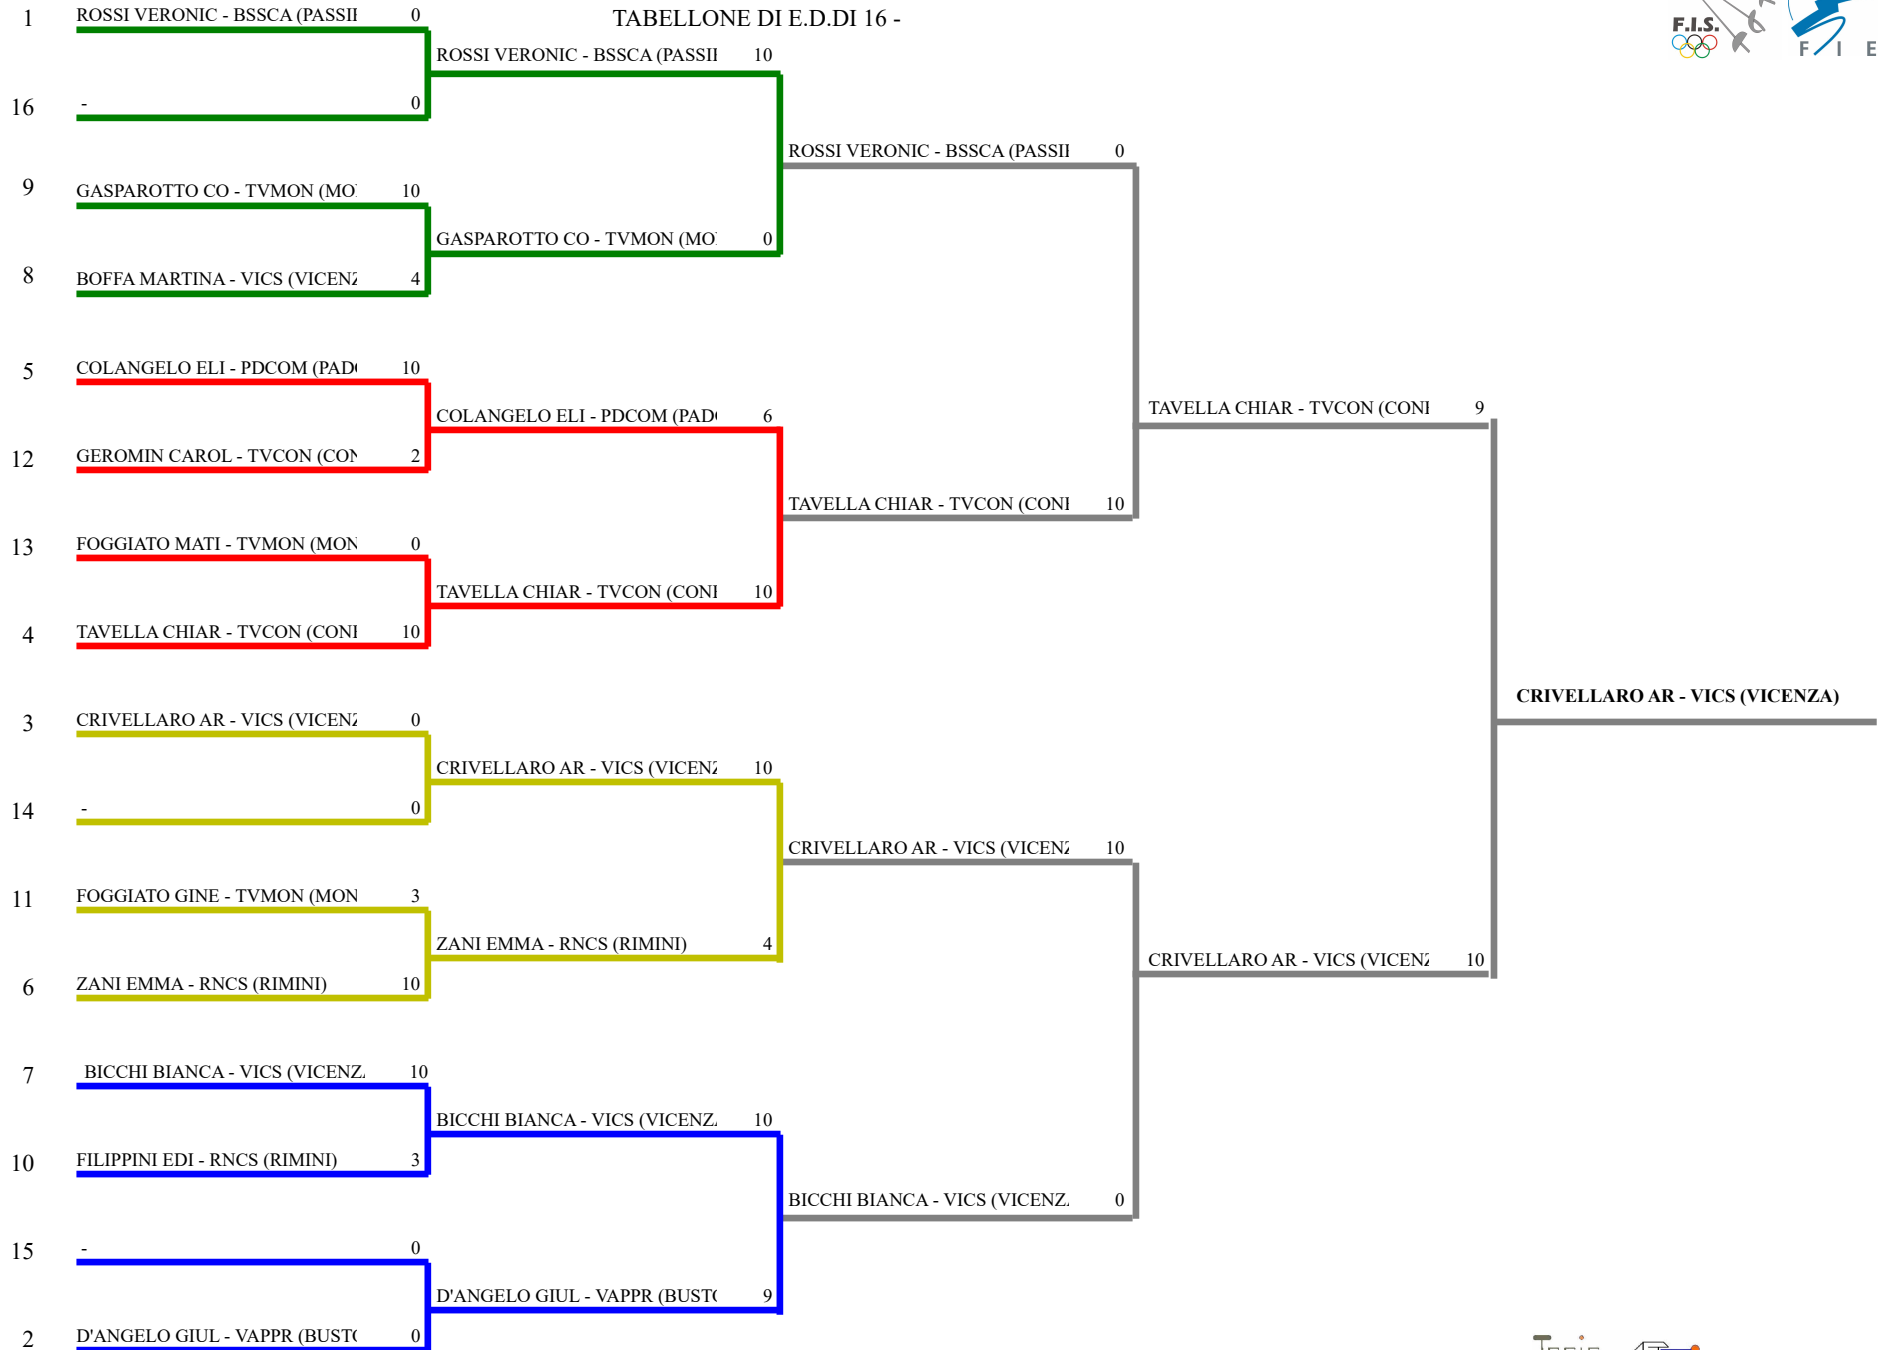 TABELLONE DI E.D.DI 16 -
F.I.S.
F I E
1 ROSSI VERONIC - BSSCA (PASSII 0
ROSSI VERONIC - BSSCA (PASSII 10
16 - 0
ROSSI VERONIC - BSSCA (PASSII 0
9 GASPAROTTO CO - TVMON (MO 10
GASPAROTTO CO - TVMON (MO 0
8 BOFFA MARTINA - VICS (VICENZ 4
5 COLANGELO ELI - PDCOM (PAD 10
TAVELLA CHIAR - TVCON (CONI 9
COLANGELO ELI - PDCOM (PAD 6
12 GEROMIN CAROL - TVCON (CON 2
TAVELLA CHIAR - TVCON (CONI 10
13 FOGGIATO MATI - TVMON (MON 0
TAVELLA CHIAR - TVCON (CONI 10
4 TAVELLA CHIAR - TVCON (CONI 10
CRIVELLARO AR - VICS (VICENZA)
3 CRIVELLARO AR - VICS (VICENZ 0
CRIVELLARO AR - VICS (VICENZ 10
14 - 0
CRIVELLARO AR - VICS (VICENZ 10
11 FOGGIATO GINE - TVMON (MON 3
ZANI EMMA - RNCS (RIMINI) 4
CRIVELLARO AR - VICS (VICENZ 10
6 ZANI EMMA - RNCS (RIMINI) 10
7 BICCHI BIANCA - VICS (VICENZ 10
BICCHI BIANCA - VICS (VICENZ 10
10 FILIPPINI EDI - RNCS (RIMINI) 3
BICCHI BIANCA - VICS (VICENZ 0
15 - 0
D'ANGELO GIUL - VAPPR (BUST 9
2 D'ANGELO GIUL - VAPPR (BUST 0